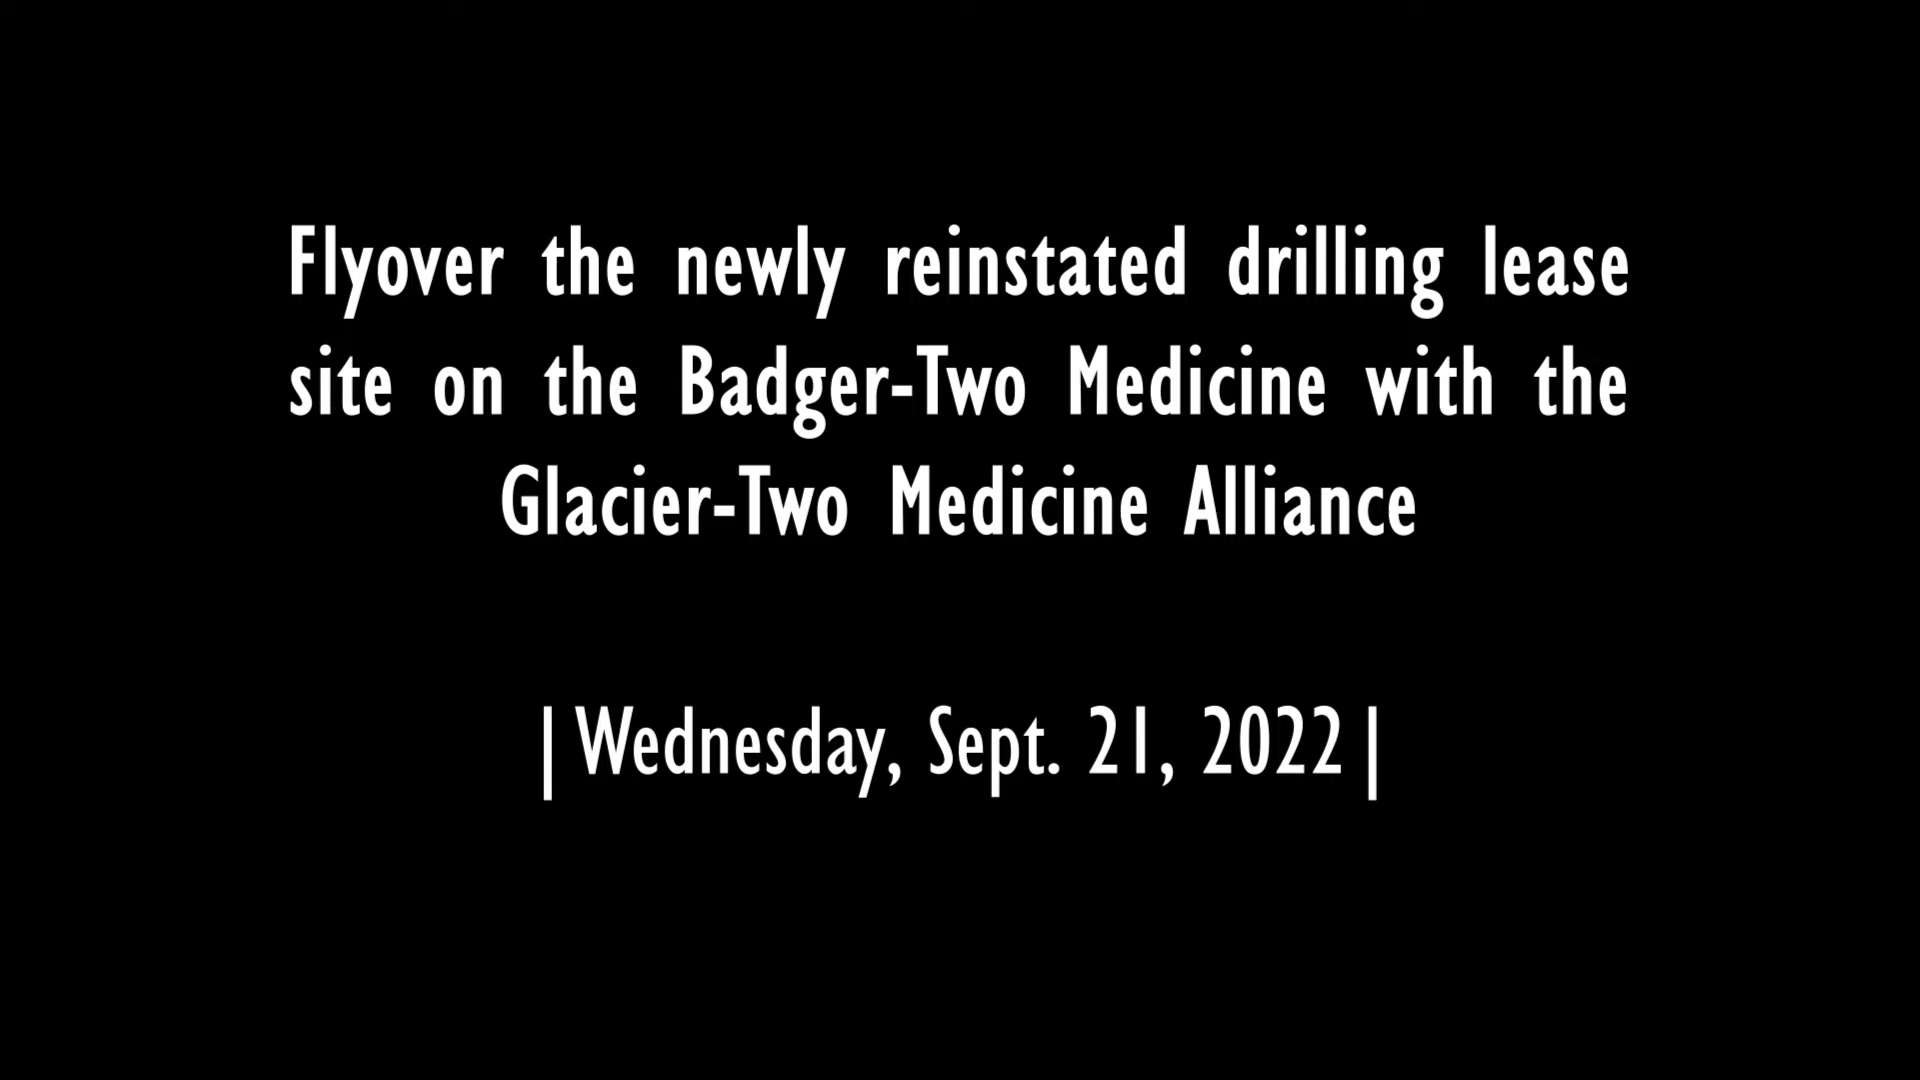 Flyover the newly reinstated drilling lease
site on the Badger-Two Medicine with the
Glacier-Two Medicine Alliance
|Wednesday, Sept. 21, 2022|